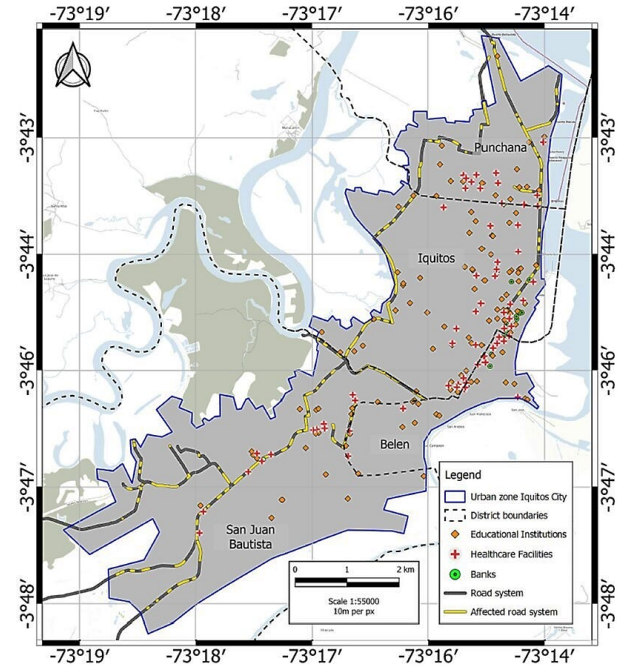 -73°19′ -73°18′ -73°17′ -73°16′ -73°14′
-3°43′
-3°44′
-3°46′
-3°47′
-3°48′
-3°43′
-3°44′
-3°46′
-3°47′
-3°48′
Punchana
Iquitos
Belen
San Juan
Bautista
Legend
Urban zone Iquitos City
District boundaries
Educational Institutions
Healthcare Facilities
Banks
Road system
Affected road system
0 1 2 km
Scale 1:55000
10m per px
-73°19′ -73°18′ -73°17′ -73°16′ -73°14′